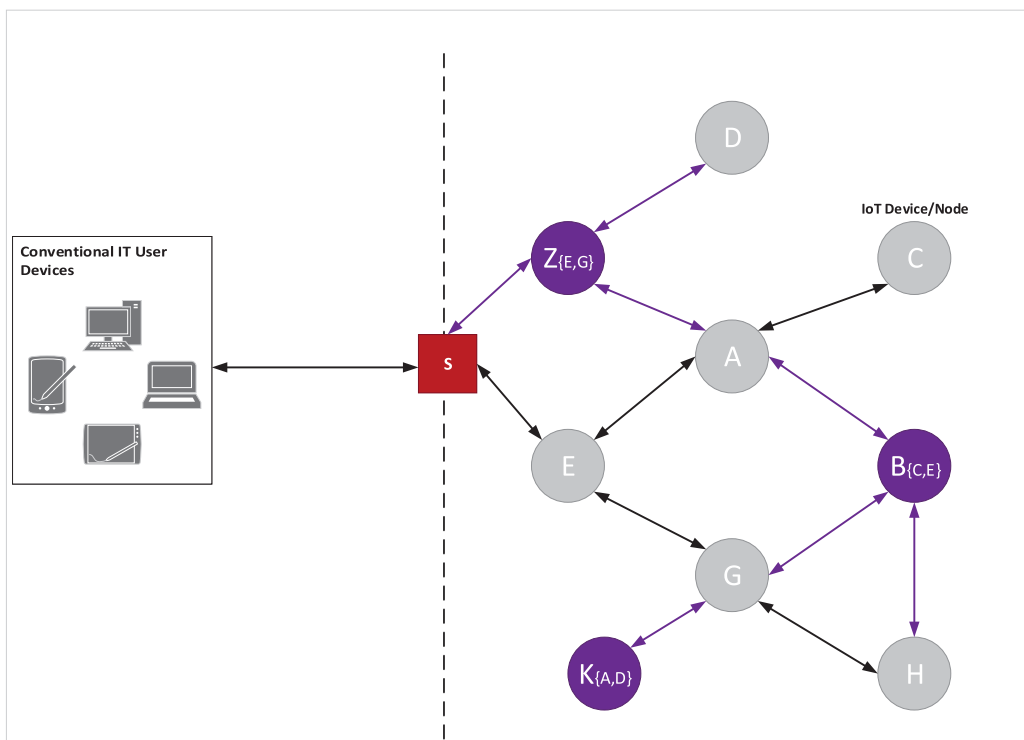 D
IoT Device/Node
Conventional IT User
Devices
Z{E,G}
C
S
A
E
B{C,E}
G
K{A,D}
H